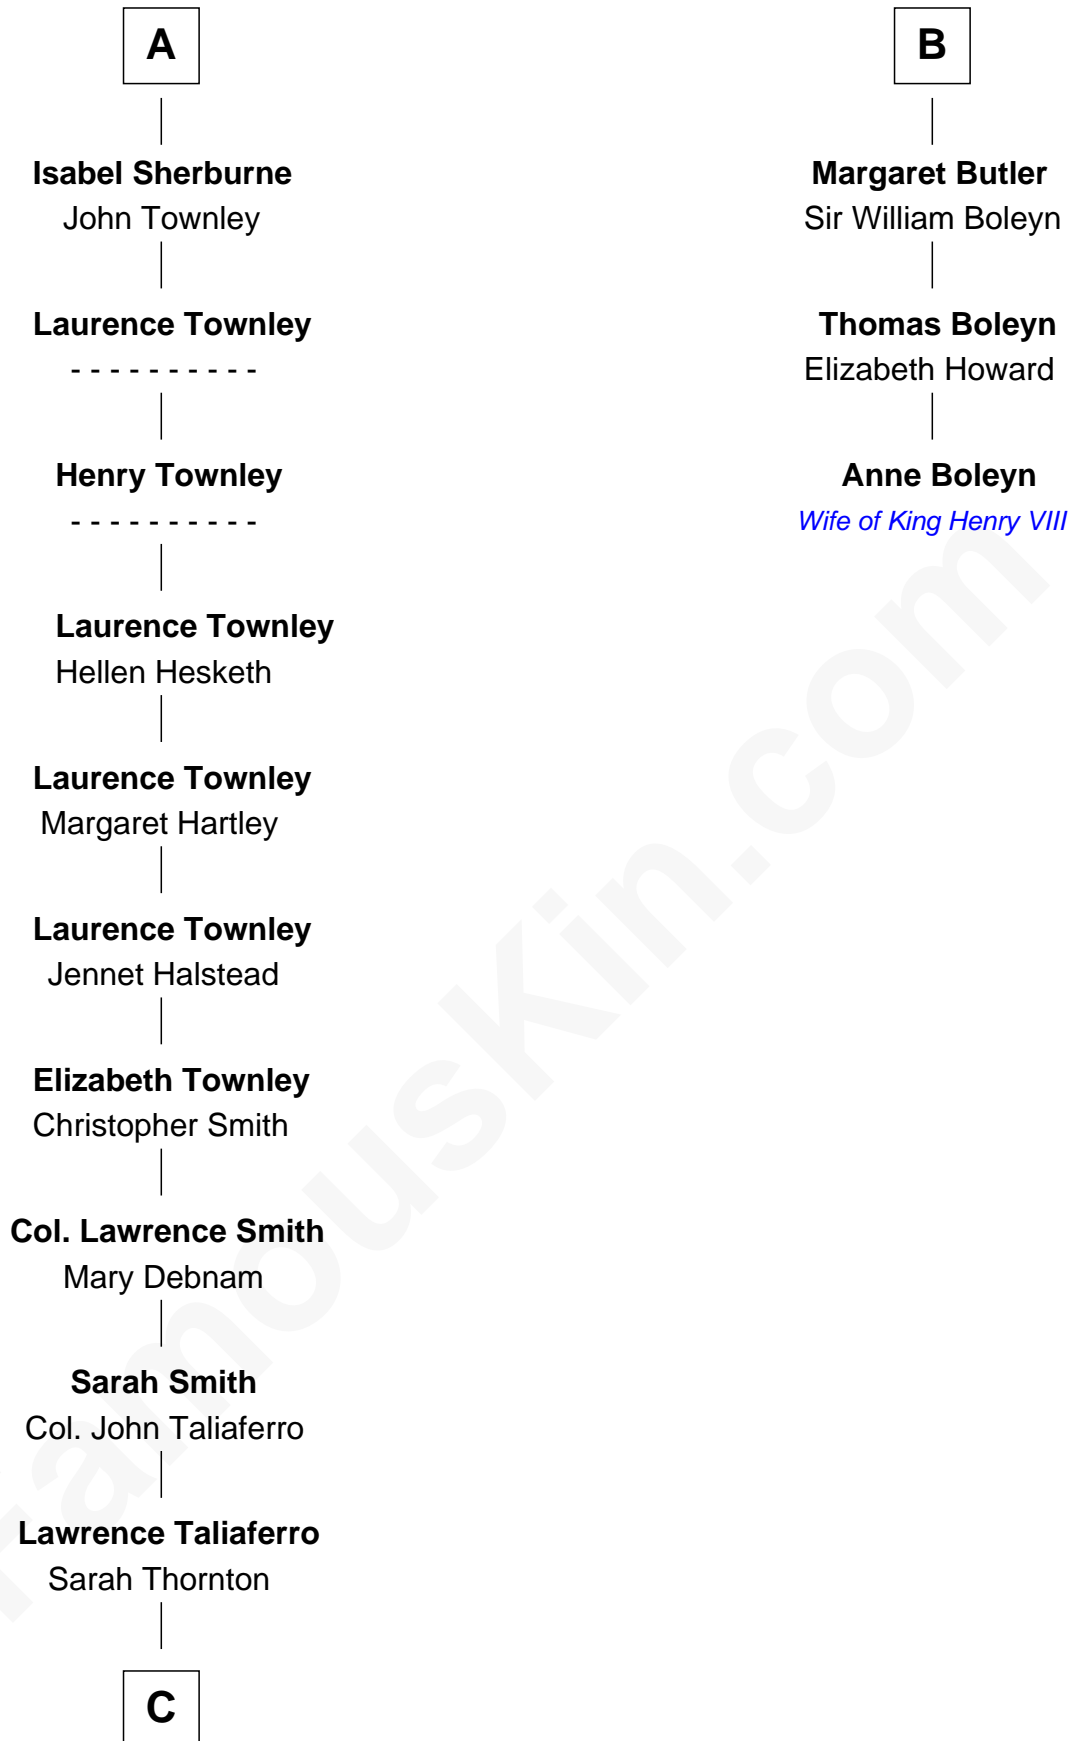 A
Isabel Sherburne
John Townley
Laurence Townley
- - - - - - - - - -
Henry Townley
- - - - - - - - - -
Laurence Townley
Hellen Hesketh
Laurence Townley
Margaret Hartley
Laurence Townley
Jennet Halstead
Elizabeth Townley
Christopher Smith
Col. Lawrence Smith
Mary Debnam
Sarah Smith
Col. John Taliaferro
Lawrence Taliaferro
Sarah Thornton
C
B
Margaret Butler
Sir William Boleyn
Thomas Boleyn
Elizabeth Howard
Anne Boleyn
Wife of King Henry VIII
FamousKin.com